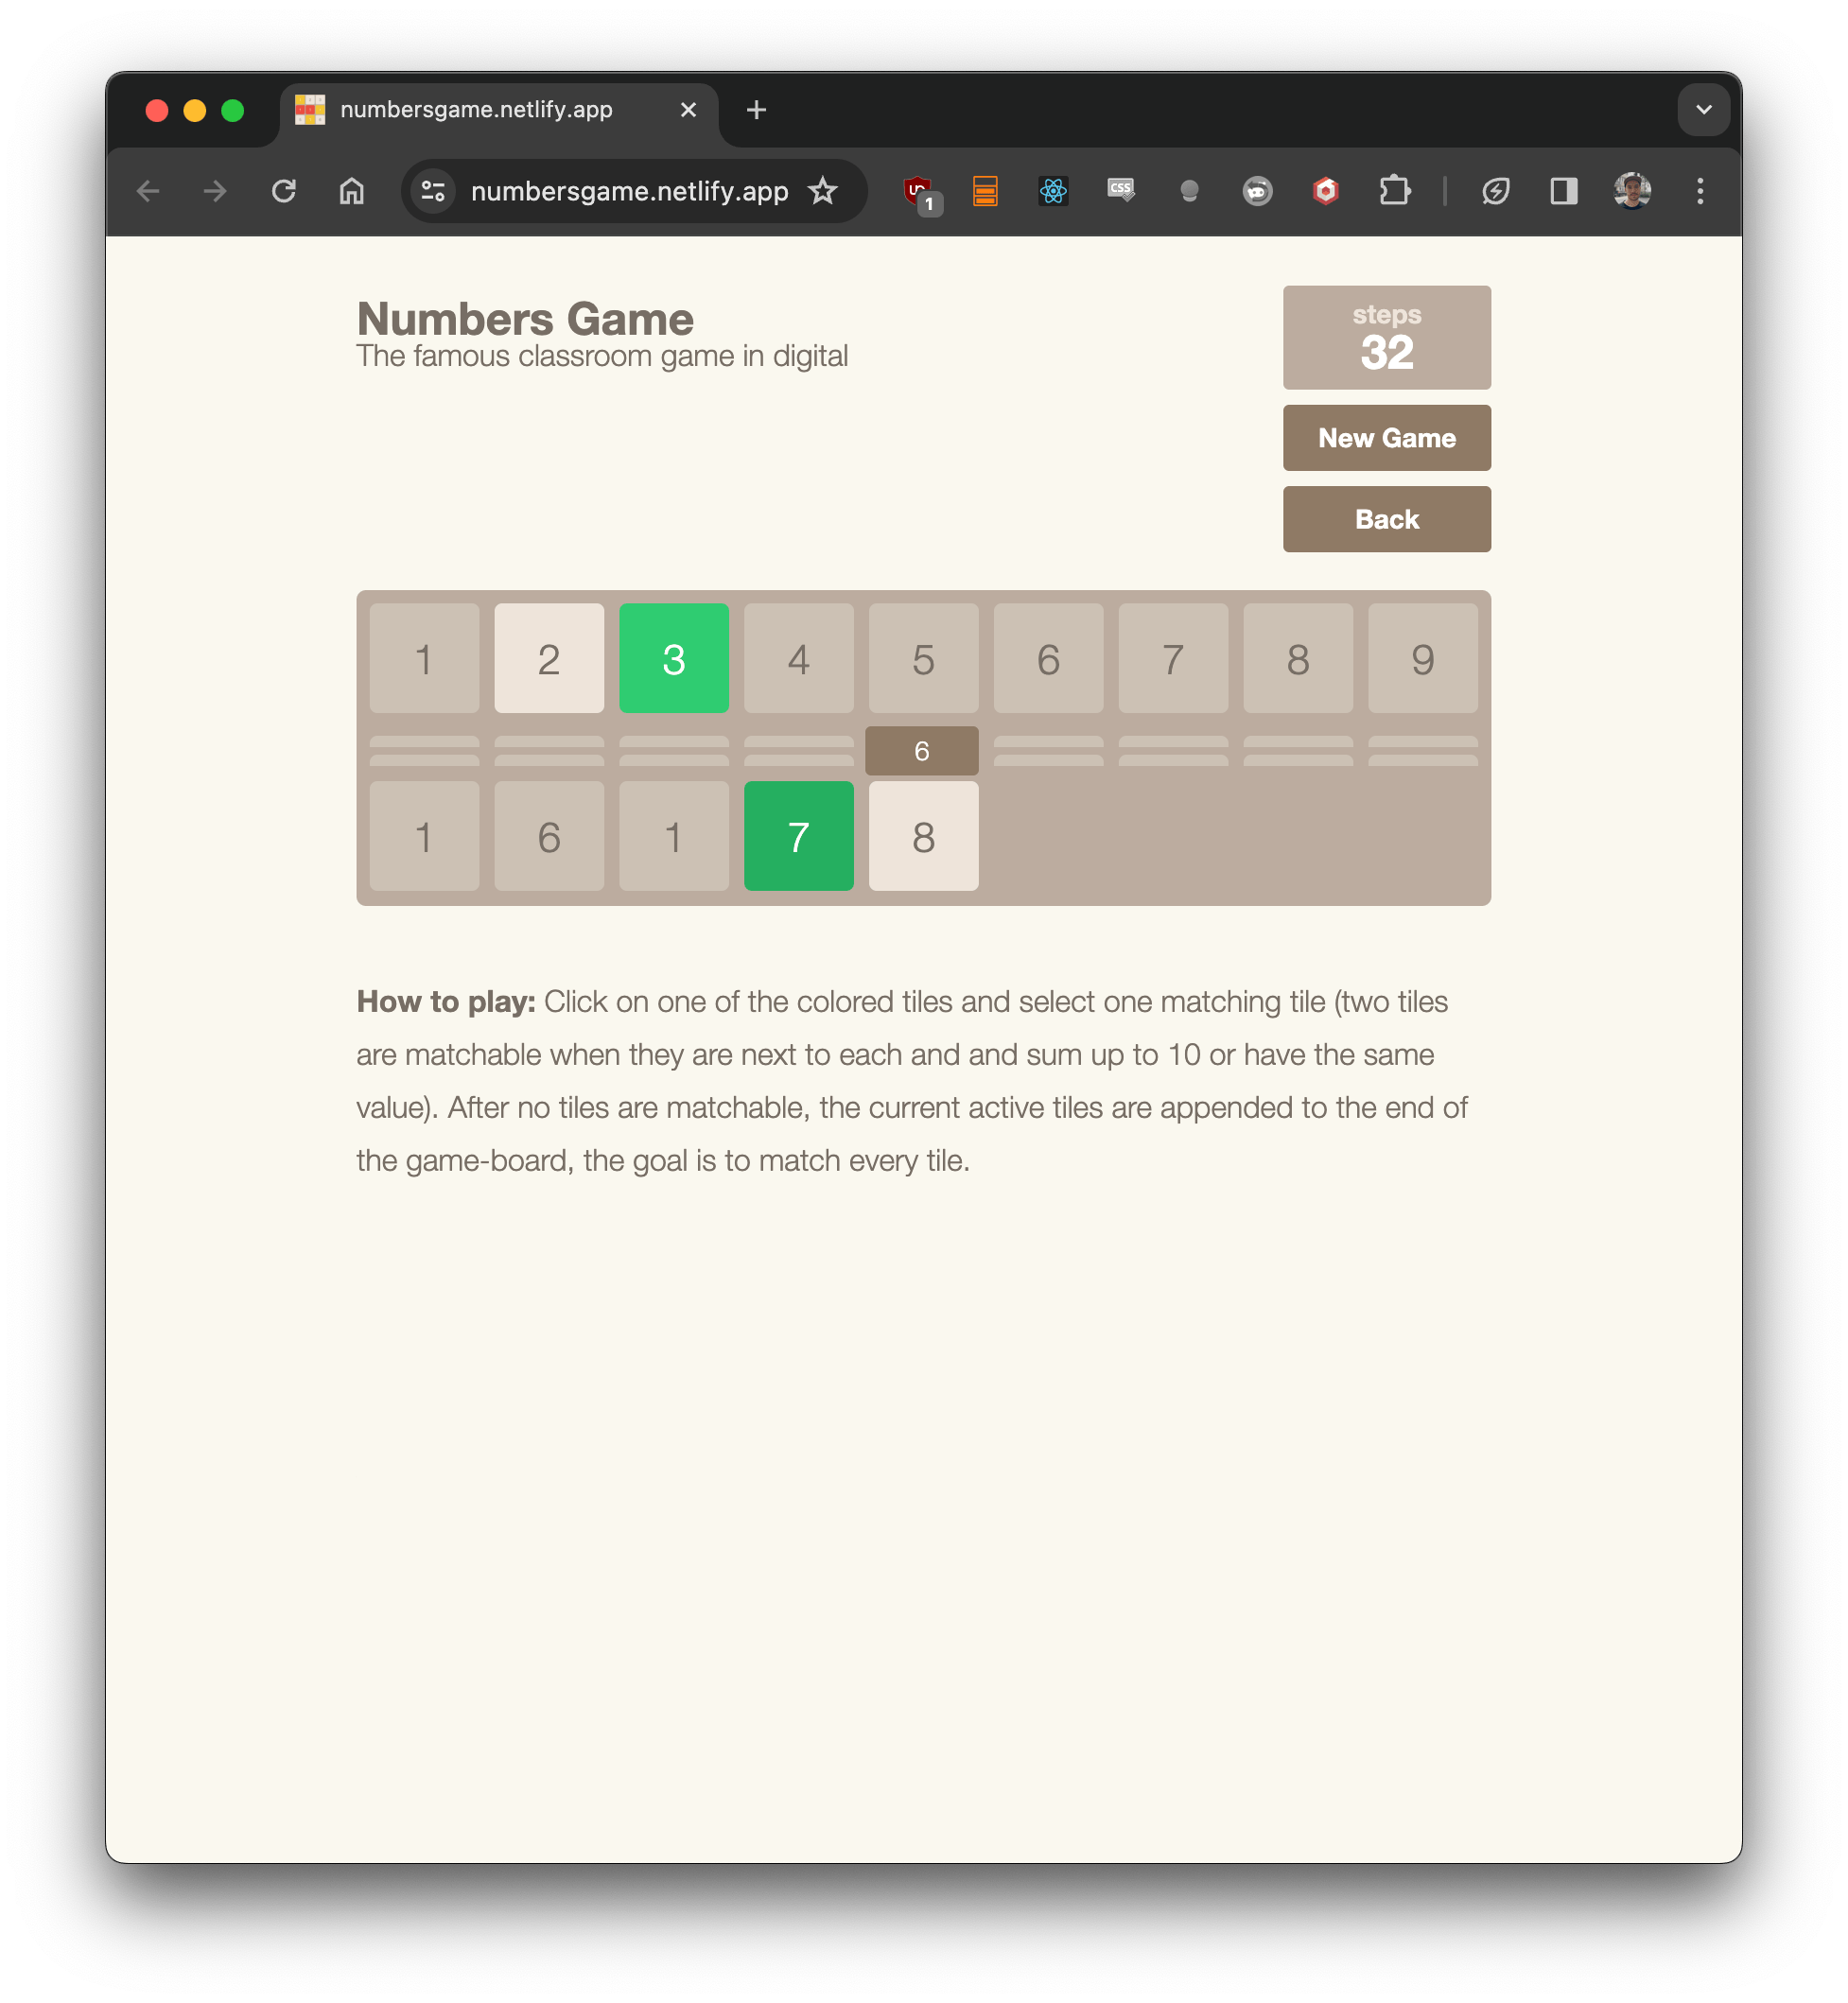 numbersgame.netlify.app
numbersgame.netlify.app
UD
1
CSS
Numbers Game
The famous classroom game in digital
steps
32
New Game
Back
1 2 3 4 5 6 7 8 9
6
1 6 1 7 8
How to play: Click on one of the colored tiles and select one matching tile (two tiles
are matchable when they are next to each and and sum up to 10 or have the same
value). After no tiles are matchable, the current active tiles are appended to the end of
the game-board, the goal is to match every tile.